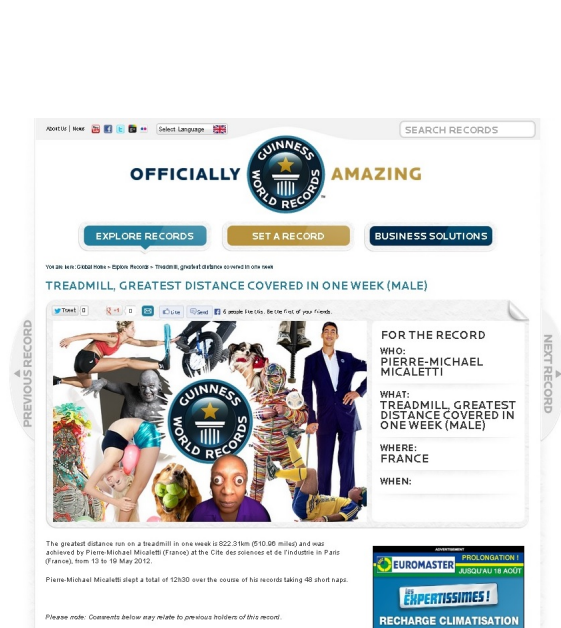 About Us | News
Select Language
SEARCH RECORDS
OFFICIALLY
GUINNESS
WORLD RECORDS
™
AMAZING
EXPLORE RECORDS
SET A RECORD
BUSINESS SOLUTIONS
You are here: Global Home » Explore Records » Treadmill, greatest distance covered in one week
TREADMILL, GREATEST DISTANCE COVERED IN ONE WEEK (MALE)
Tweet 0 +1 0 Like Send 6 people like this. Be the first of your friends.
PREVIOUS RECORD
NEXT RECORD
GUINNESS
WORLD RECORDS
FOR THE RECORD
WHO:
PIERRE-MICHAEL
MICALETTI
WHAT:
TREADMILL, GREATEST
DISTANCE COVERED IN
ONE WEEK (MALE)
WHERE:
FRANCE
WHEN:
The greatest distance run on a treadmill in one week is 822.31km (510.96 miles) and was
achieved by Pierre-Michael Micaletti (France) at the Cite des sciences et de l'industrie in Paris
(France), from 13 to 19 May 2012.
Pierre-Michael Micaletti slept a total of 12h30 over the course of his records taking 48 short naps.
Please note: Comments below may relate to previous holders of this record.
ADVERTISEMENT
EUROMASTER
PROLONGATION !
JUSQU'AU 18 AOÛT
les
EXPERTISSIMES !
RECHARGE CLIMATISATION